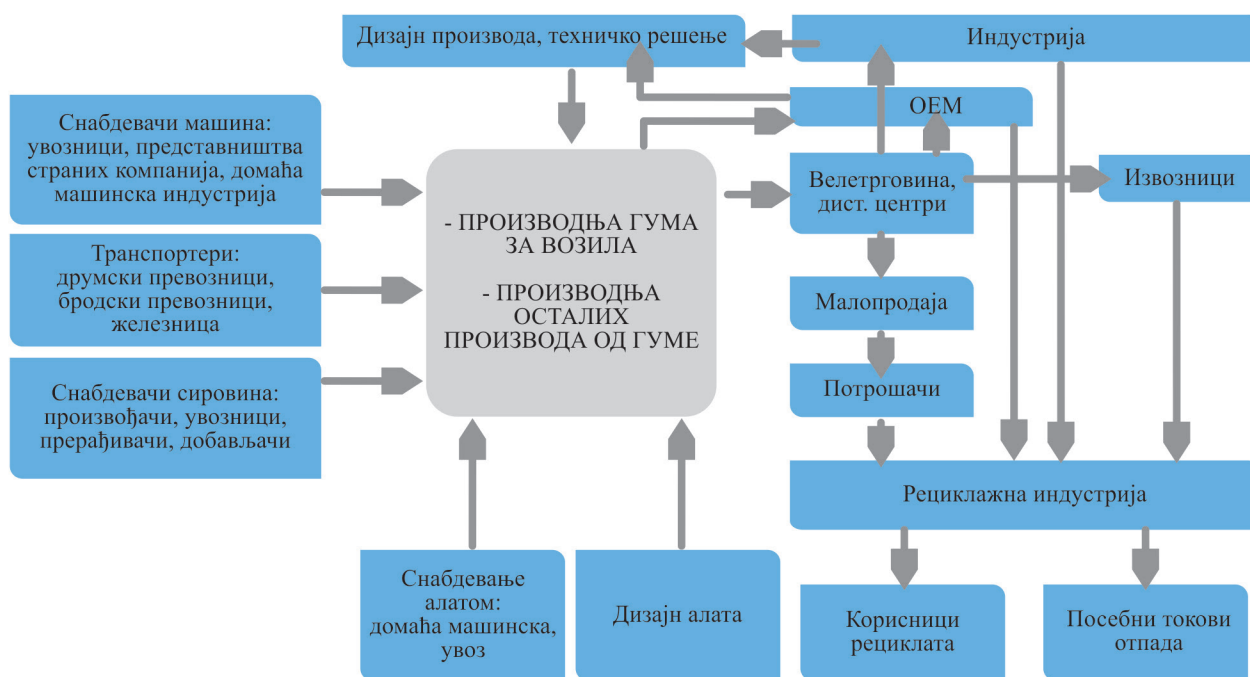 Дизајн производа, техничко решење
Индустрија
ОЕМ
Снабдевачи машина:
увозници, представништва
страних компанија, домаћа
машинска индустрија
Велетрговина,
дист. центри
Извозници
- ПРОИЗВОДЊА ГУМА
ЗА ВОЗИЛА
- ПРОИЗВОДЊА
ОСТАЛИХ
ПРОИЗВОДА ОД ГУМЕ
Транспортери:
друмски превозници,
бродски превозници,
железница
Малопродаја
Снабдевачи сировина:
произвођачи, увозници,
прерађивачи, добављачи
Потрошачи
Рециклажна индустрија
Снабдевање
алатом:
домаћа машинска,
увоз
Дизајн алата
Корисници
рециклата
Посебни токови
отпада